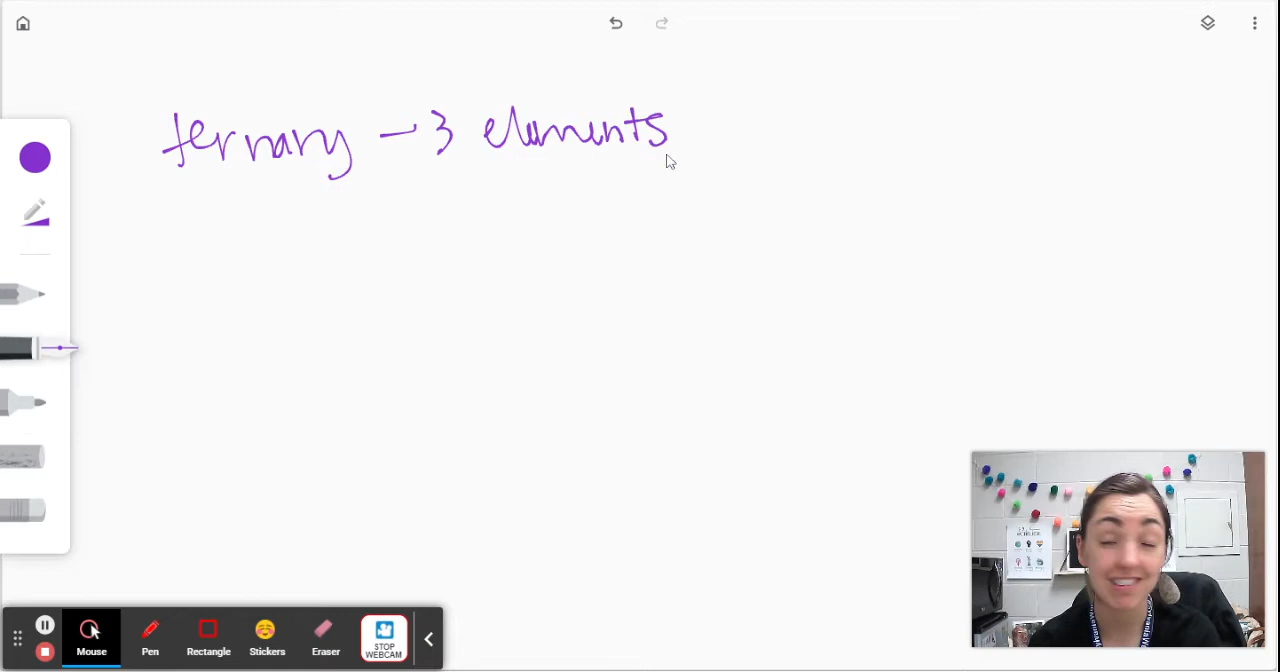 ternary - 3 elements
Mouse
Pen
Rectangle
Stickers
Eraser
STOP
WEBCAM